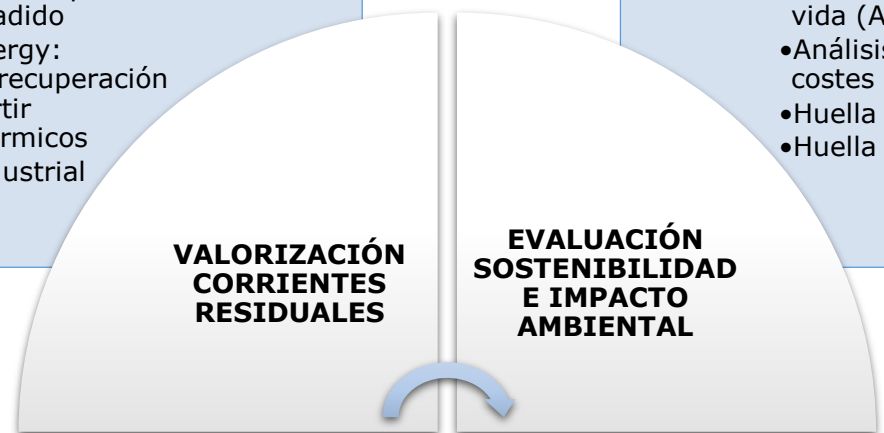 adido
ergy:
recuperación
rtir
rmicos
ustrial
vida (A
•Análisis
costes
•Huella
•Huella
VALORIZACIÓN
CORRIENTES
RESIDUALES
EVALUACIÓN
SOSTENIBILIDAD
E IMPACTO
AMBIENTAL